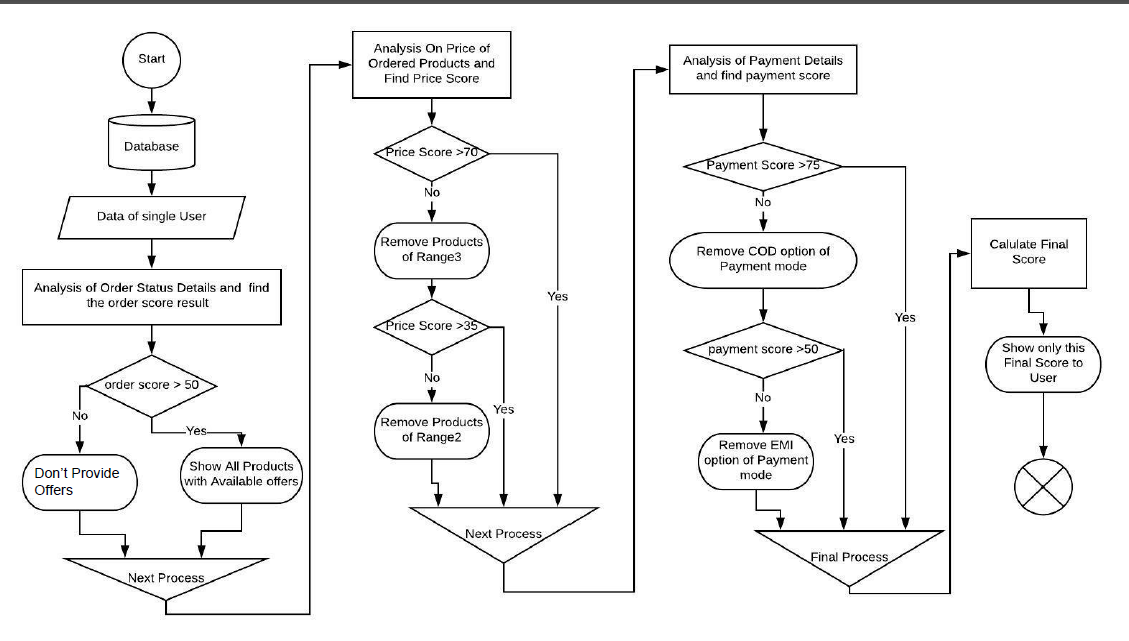 Start
Database
Data of single User
Analysis of Order Status Details and find
the order score result
order score > 50
No
Yes
Don't Provide
Offers
Show All Products
with Available offers
Next Process
Analysis On Price of
Ordered Products and
Find Price Score
Price Score >70
No
Remove Products
of Range3
Yes
Price Score >35
No
Yes
Remove Products
of Range2
Next Process
Analysis of Payment Details
and find payment score
Payment Score >75
No
Remove COD option of
Payment mode
Yes
payment score >50
No
Yes
Remove EMI
option of Payment
mode
Final Process
Calulate Final
Score
Show only this
Final Score to
User